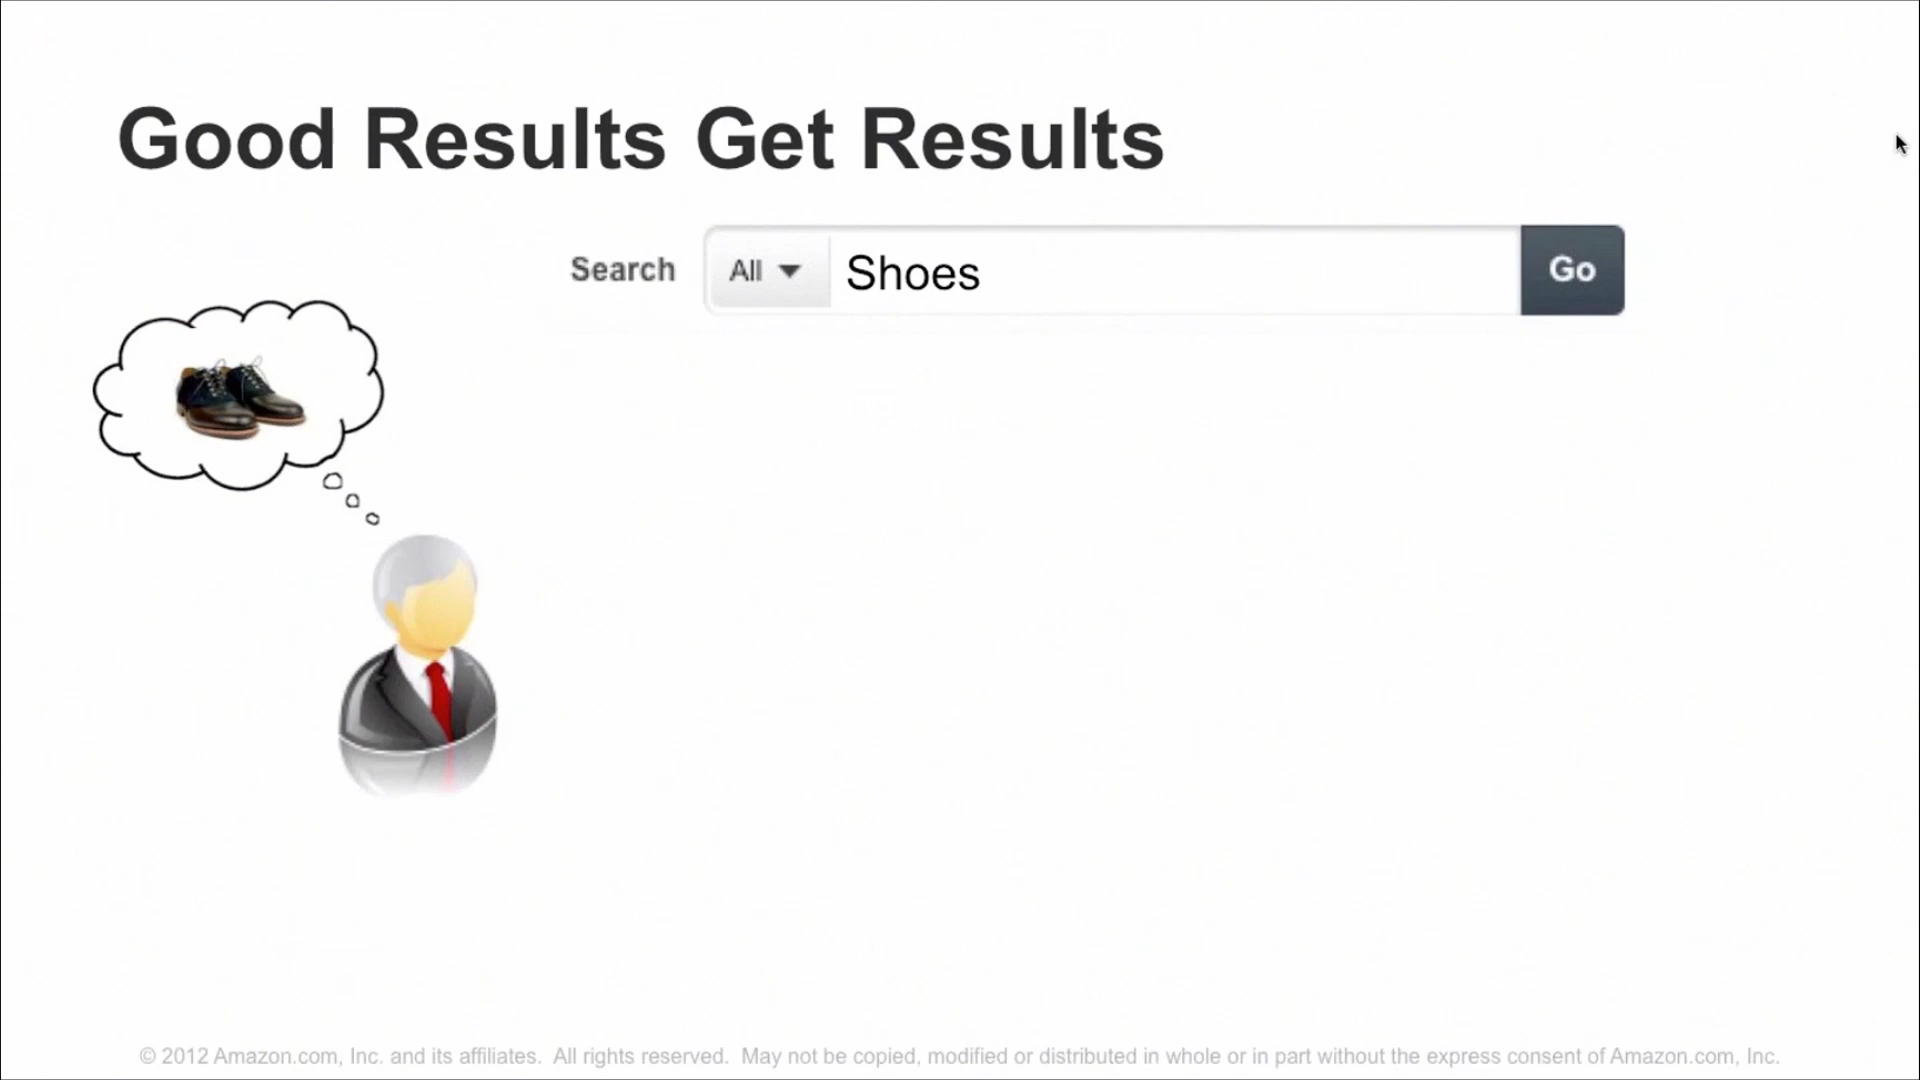 Good Results Get Results
Search All Shoes Go
© 2012 Amazon.com, Inc. and its affiliates. All rights reserved. May not be copied, modified or distributed in whole or in part without the express consent of Amazon.com, Inc.